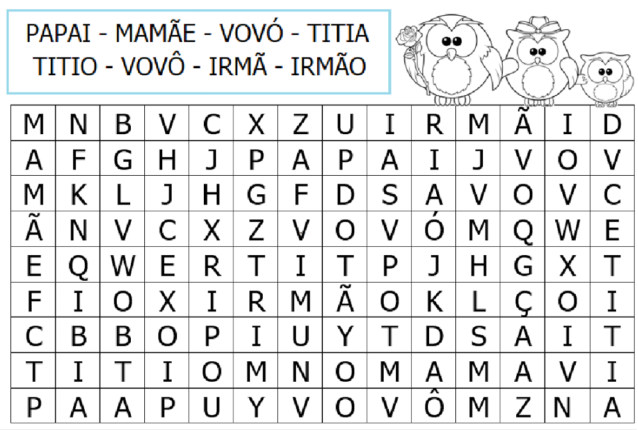 PAPAI - MAMÃE - VOVÓ - TITIA
TITIO - VOVÔ - IRMÃ - IRMÃO
M N B V C X Z U I R M Ã I D
A F G H J P A P A I J V O V
M K L J H G F D S A V O V C
Ã N V C X Z V O V Ó M Q W E
E Q W E R T I T P J H G X T
F I O X I R M Ã O K L Ç O I
C B B O P I U Y T D S A I T
T I T I O M N O M A M A V I
P A A P U Y V O V Ô M Z N A